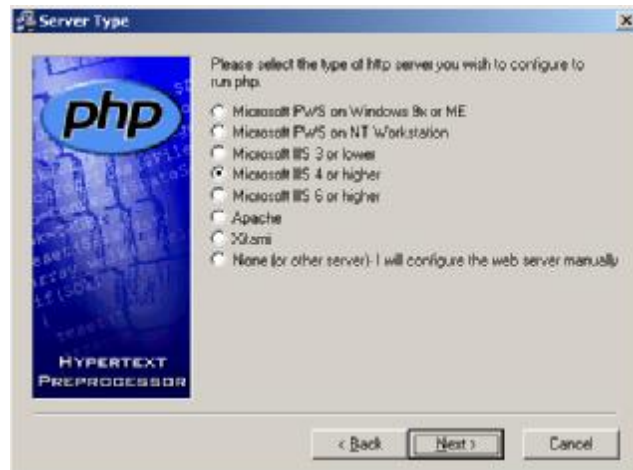 Server Type
Please select the type of http server you wish to configure to
run php.
php
Microsoft PWS on Windows 9x or ME
Microsoft PWS on NT Workstation
Microsoft IIS 3 or lower
Microsoft IIS 4 or higher
Microsoft IIS 6 or higher
Apache
Xitami
None (or other server)- I will configure the web server manually
HYPERTEXT
PREPROCESSOR
< Back
Next >
Cancel